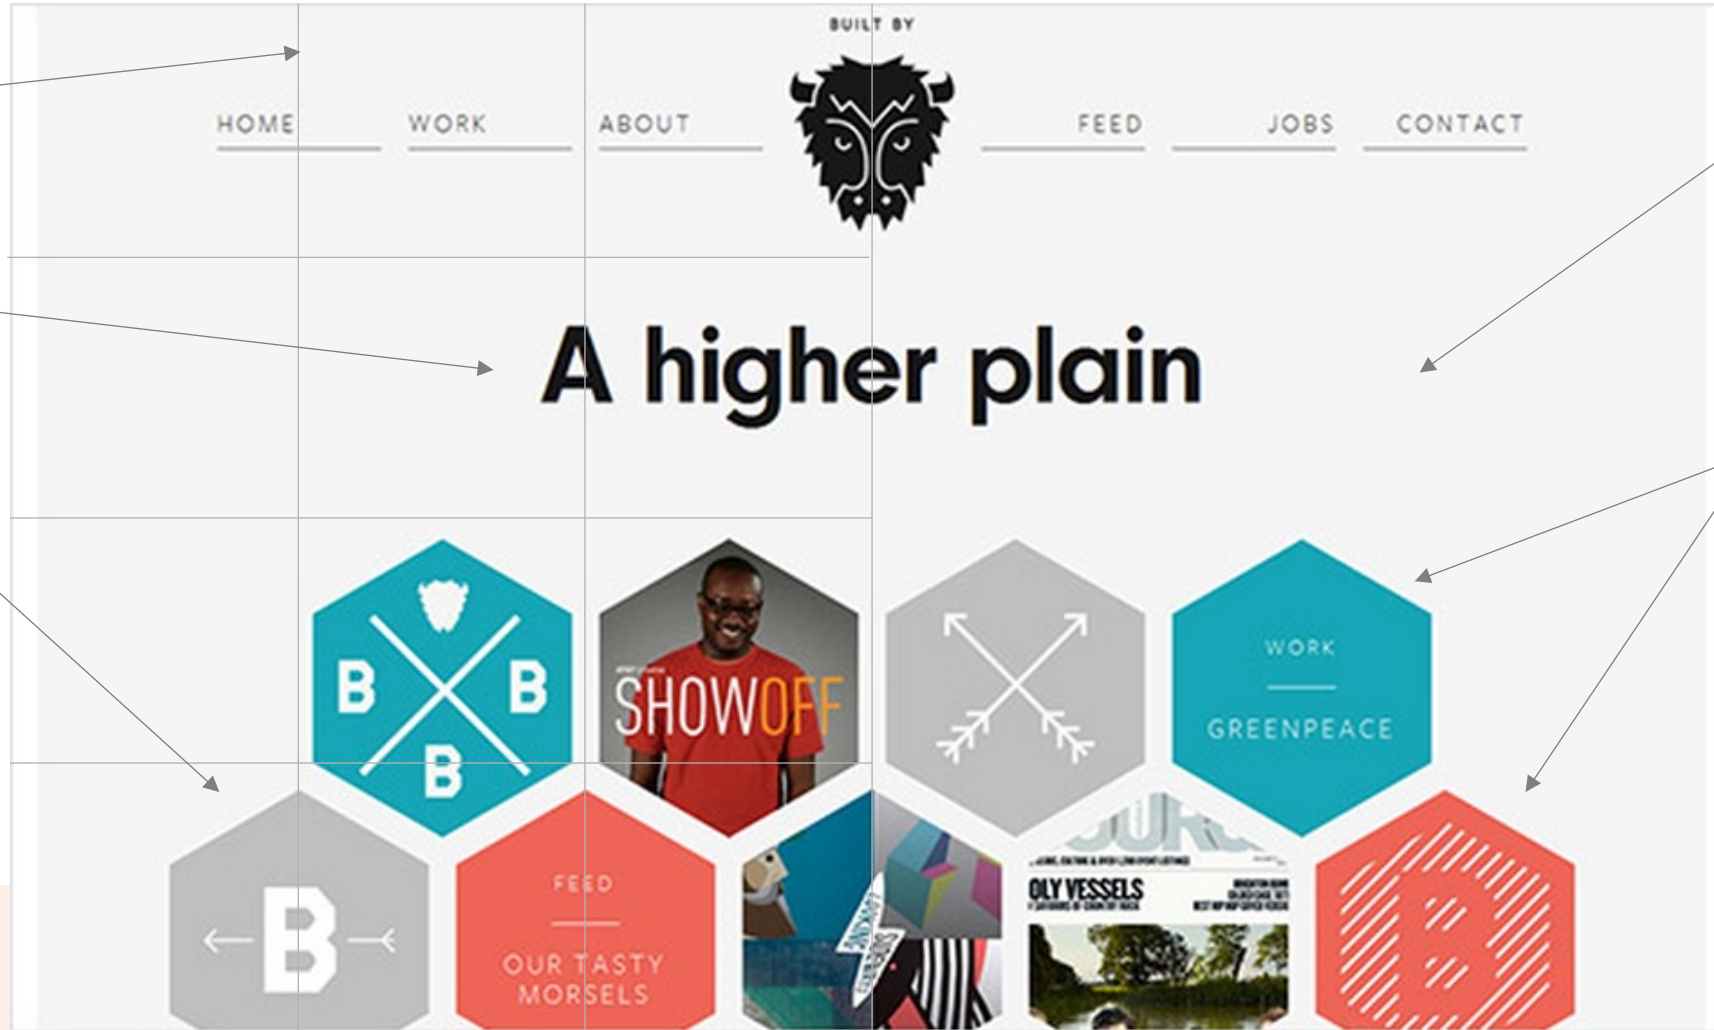 BUILT BY
HOME WORK ABOUT FEED JOBS CONTACT
A higher plain
B B
B
SHOWOFF
WORK
GREENPEACE
B
FEED
OUR TASTY
MORSELS
OLY VESSELS
B